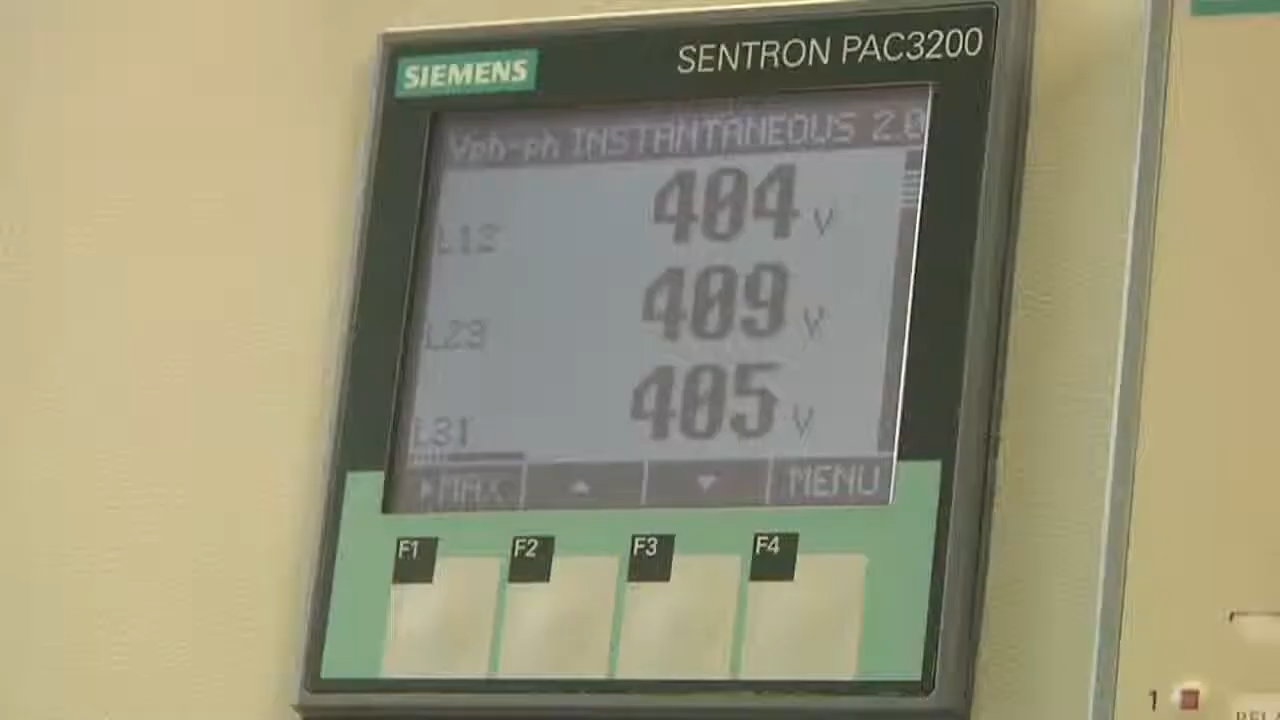 SIEMENS SENTRON PAC3200
Vph-ph INSTANTANEOUS 2.0
L12 404 V
L23 409 V
L31 405 V
MAX MENU
F1 F2 F3 F4
1